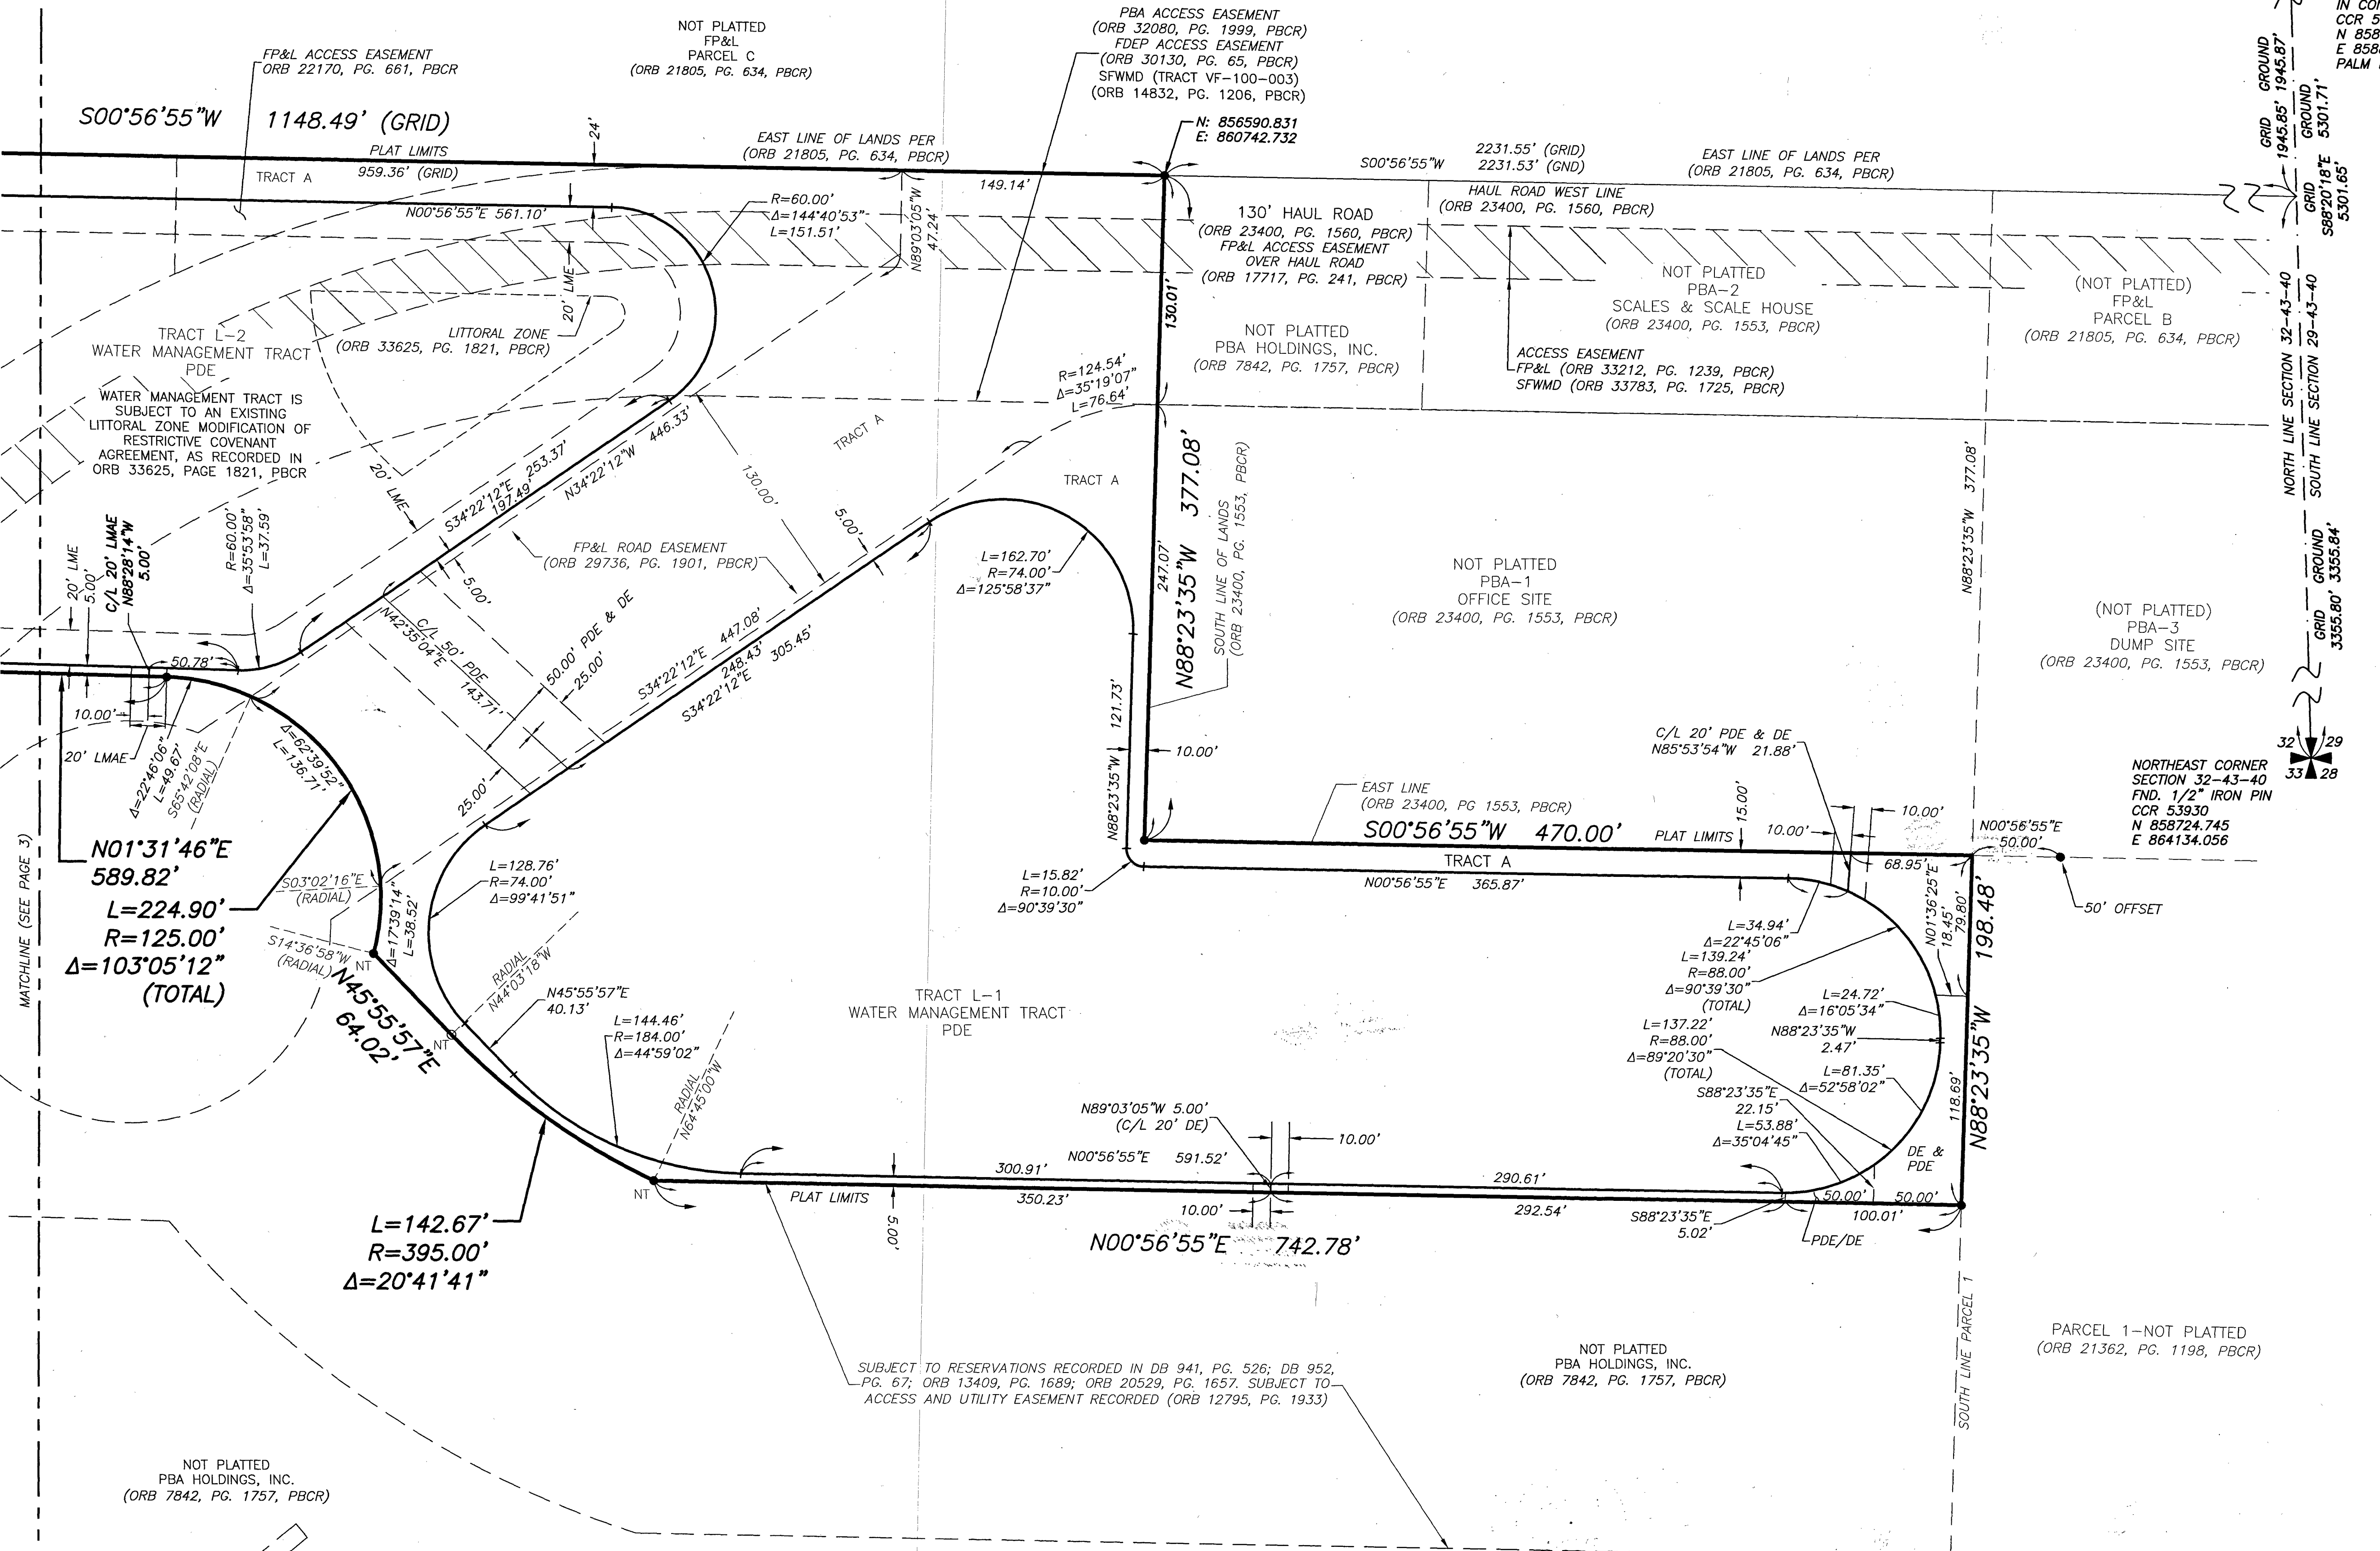 NOT PLATTED
FP&L
PARCEL C
(ORB 21805, PG. 634, PBCR)
FP&L ACCESS EASEMENT
ORB 22170, PG. 661, PBCR
PBA ACCESS EASEMENT
(ORB 32080, PG. 1999, PBCR)
FDEP ACCESS EASEMENT
(ORB 30130, PG. 65, PBCR)
SFWMD (TRACT VF-100-003)
(ORB 14832, PG. 1206, PBCR)
N: 856590.831
E: 860742.732
S00°56'55"W 1148.49' (GRID)
PLAT LIMITS
959.36' (GRID)
TRACT A
24'
EAST LINE OF LANDS PER
(ORB 21805, PG. 634, PBCR)
149.14'
S00°56'55"W
2231.55' (GRID)
2231.53' (GND)
EAST LINE OF LANDS PER
(ORB 21805, PG. 634, PBCR)
HAUL ROAD WEST LINE
(ORB 23400, PG. 1560, PBCR)
CCR 5
N 858
PALM
GRID GROUND
1945.85' 1945.87'
GRID GROUND
S88°20'18"E 5301.71'
5301.65'
NORTH LINE SECTION 32-43-40
SOUTH LINE SECTION 29-43-40
GRID GROUND
3355.80' 3355.84'
N00°56'55"E 561.10'
R=60.00'
Δ=144°40'53"
L=151.51'
N89°03'05"W
47.24'
130' HAUL ROAD
(ORB 23400, PG. 1560, PBCR)
FP&L ACCESS EASEMENT
OVER HAUL ROAD
(ORB 17717, PG. 241, PBCR)
NOT PLATTED
PBA-2
SCALES & SCALE HOUSE
(ORB 23400, PG. 1553, PBCR)
(NOT PLATTED)
FP&L
PARCEL B
(ORB 21805, PG. 634, PBCR)
130.01'
NOT PLATTED
PBA HOLDINGS, INC.
(ORB 7842, PG. 1757, PBCR)
ACCESS EASEMENT
FP&L (ORB 33212, PG. 1239, PBCR)
SFWMD (ORB 33783, PG. 1725, PBCR)
20' LME
LITTORAL ZONE
(ORB 33625, PG. 1821, PBCR)
TRACT L-2
WATER MANAGEMENT TRACT
PDE
WATER MANAGEMENT TRACT IS
SUBJECT TO AN EXISTING
LITTORAL ZONE MODIFICATION OF
RESTRICTIVE COVENANT
AGREEMENT, AS RECORDED IN
ORB 33625, PAGE 1821, PBCR
R=124.54'
Δ=35°19'07"
L=76.64'
TRACT A
TRACT A
20' LME
S34°22'12"E 253.37'
197.49'
N34°22'12"W 446.33'
130.00'
5.00'
FP&L ROAD EASEMENT
(ORB 29736, PG. 1901, PBCR)
L=162.70'
R=74.00'
Δ=125°58'37"
247.07'
N88°23'35"W 377.08'
SOUTH LINE OF LANDS
(ORB 23400, PG. 1553, PBCR)
NOT PLATTED
PBA-1
OFFICE SITE
(ORB 23400, PG. 1553, PBCR)
N88°23'35"W 377.08'
(NOT PLATTED)
PBA-3
DUMP SITE
(ORB 23400, PG. 1553, PBCR)
20' LME
5.00'
C/L 20' LMAE
N88°28'14"W
5.00'
R=60.00'
Δ=35°53'58"
L=37.59'
50.78'
10.00'
20' LMAE
5.00'
N42°35'04"E
C/L 50' PDE
143.71'
50.00' PDE & DE
25.00'
25.00'
S34°22'12"E 447.08'
248.43'
S34°22'12"E 305.45'
Δ=22°46'06"
L=49.67'
S65°42'08"E
(RADIAL)
Δ=62°39'52"
L=136.71'
N88°23'35"W 121.73'
10.00'
C/L 20' PDE & DE
N85°53'54"W 21.88'
EAST LINE
(ORB 23400, PG 1553, PBCR)
S00°56'55"W 470.00'
PLAT LIMITS
15.00'
10.00'
10.00'
32 29
33 28
NORTHEAST CORNER
SECTION 32-43-40
FND. 1/2" IRON PIN
CCR 53930
N 858724.745
E 864134.056
N00°56'55"E
50.00'
68.95'
50' OFFSET
MATCHLINE (SEE PAGE 3)
N01°31'46"E
589.82'
L=224.90'
R=125.00'
Δ=103°05'12"
(TOTAL)
S03°02'16"E
(RADIAL)
Δ=17°39'14"
L=38.52'
S14°36'58"W
(RADIAL)
NT
L=128.76'
R=74.00'
Δ=99°41'51"
L=15.82'
R=10.00'
Δ=90°39'30"
TRACT A
N00°56'55"E 365.87'
L=34.94'
Δ=22°45'06"
L=139.24'
R=88.00'
Δ=90°39'30"
(TOTAL)
N01°36'25"E
18.45'
79.80'
198.48'
N88°23'35"W
RADIAL
N44°03'18"W
N45°55'57"E
64.02'
NT
N45°55'57"E
40.13'
L=144.46'
R=184.00'
Δ=44°59'02"
TRACT L-1
WATER MANAGEMENT TRACT
PDE
L=24.72'
Δ=16°05'34"
L=137.22'
R=88.00'
Δ=89°20'30"
(TOTAL)
N88°23'35"W
2.47'
L=81.35'
Δ=52°58'02"
118.69'
S88°23'35"E
22.15'
L=53.88'
Δ=35°04'45"
DE &
PDE
RADIAL
N64°45'00"W
N89°03'05"W 5.00'
(C/L 20' DE)
10.00'
N00°56'55"E 591.52'
300.91'
290.61'
NT
PLAT LIMITS
350.23'
5.00'
10.00'
292.54'
S88°23'35"E
5.02'
50.00' 50.00'
100.01'
PDE/DE
N00°56'55"E 742.78'
L=142.67'
R=395.00'
Δ=20°41'41"
SOUTH LINE PARCEL 1
PARCEL 1-NOT PLATTED
(ORB 21362, PG. 1198, PBCR)
NOT PLATTED
PBA HOLDINGS, INC.
(ORB 7842, PG. 1757, PBCR)
SUBJECT TO RESERVATIONS RECORDED IN DB 941, PG. 526; DB 952,
PG. 67; ORB 13409, PG. 1689; ORB 20529, PG. 1657. SUBJECT TO
ACCESS AND UTILITY EASEMENT RECORDED (ORB 12795, PG. 1933)
NOT PLATTED
PBA HOLDINGS, INC.
(ORB 7842, PG. 1757, PBCR)